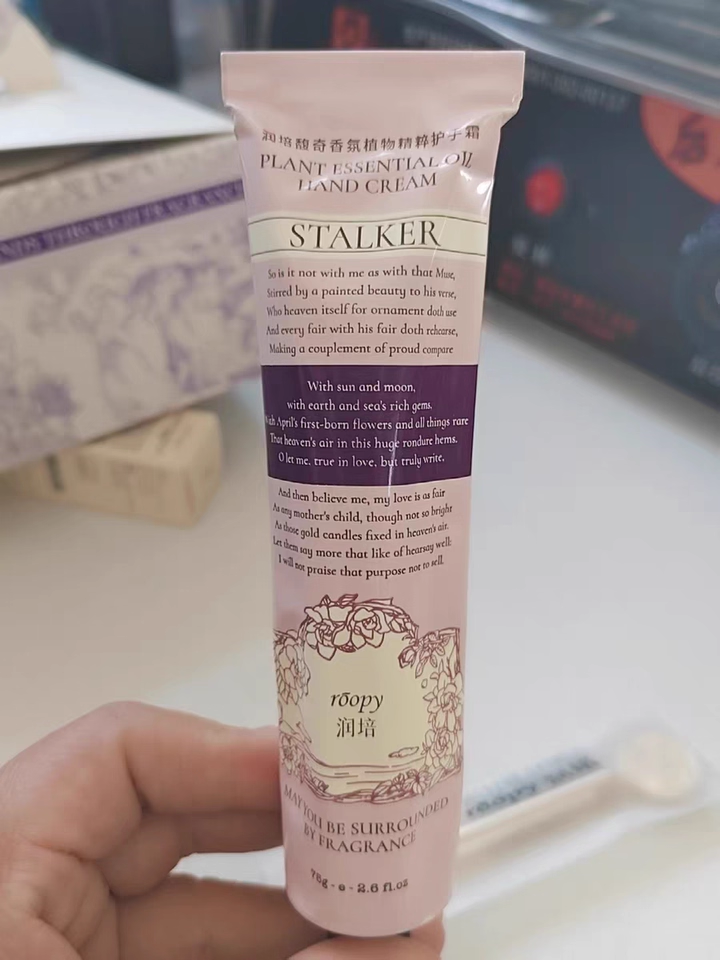 润培馥奇香氛植物精粹护手霜
PLANT ESSENTIAL OIL
HAND CREAM
STALKER
So is it not with me as with that Muse,
Stirred by a painted beauty to his verse,
Who heaven itself for ornament doth use
And every fair with his fair doth rehearse,
Making a couplement of proud compare
With sun and moon,
with earth and sea's rich gems,
With April's first-born flowers and all things rare
That heaven's air in this huge rondure hems.
O let me, true in love, but truly write,
And then believe me, my love is as fair
As any mother's child, though not so bright
As those gold candles fixed in heaven's air.
Let them say more that like of hearsay well;
I will not praise that purpose not to sell.
rōopy
润培
MAY YOU BE SURROUNDED
BY FRAGRANCE
75g - e - 2.6 fl.oz
THROUGH FRAGRANC